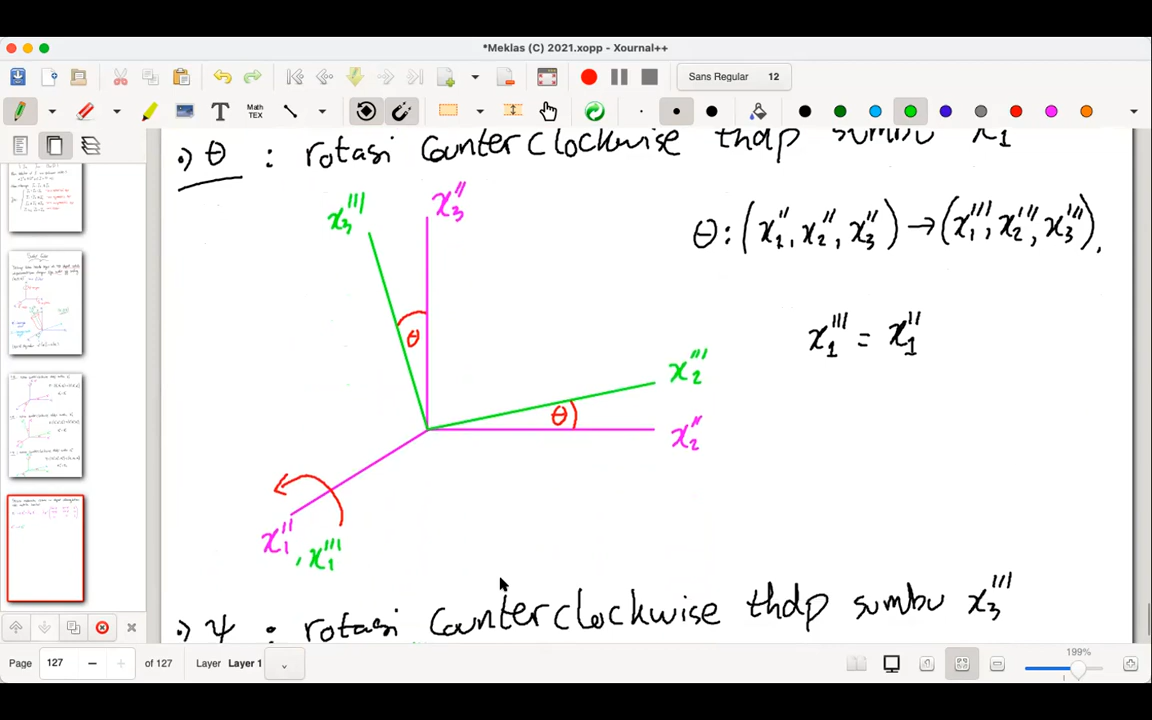 *Meklas (C) 2021.xopp - Xournal++
Sans Regular 12
Math TEX
•) θ : rotasi counterclockwise thdp sumbu x1
x3''' x3''
θ : (x1'', x2'', x3'') → (x1''', x2''', x3''').
x1''' = x1''
θ
x2'''
θ
x2''
x1'', x1'''
•) ψ : rotasi counterclockwise thdp sumbu x3'''
Page 127 of 127 Layer Layer 1 199%